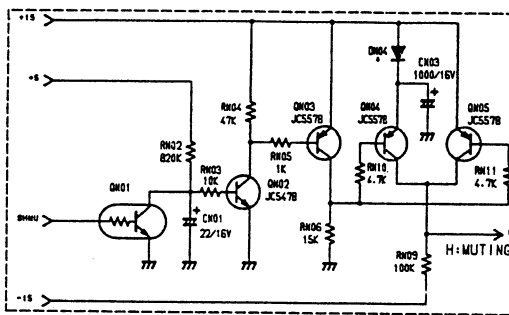 +15
+5
DN04
CN03
1000/16V
RN04
47K
QN03
JC557B
QN04
JC557B
QN05
JC557B
RN02
820K
RN03
10K
RN05
1K
QN01
QN02
JC547B
RN10
4.7K
RN11
4.7K
CN01
22/16V
RN06
15K
H:MUTING
RN09
100K
-15